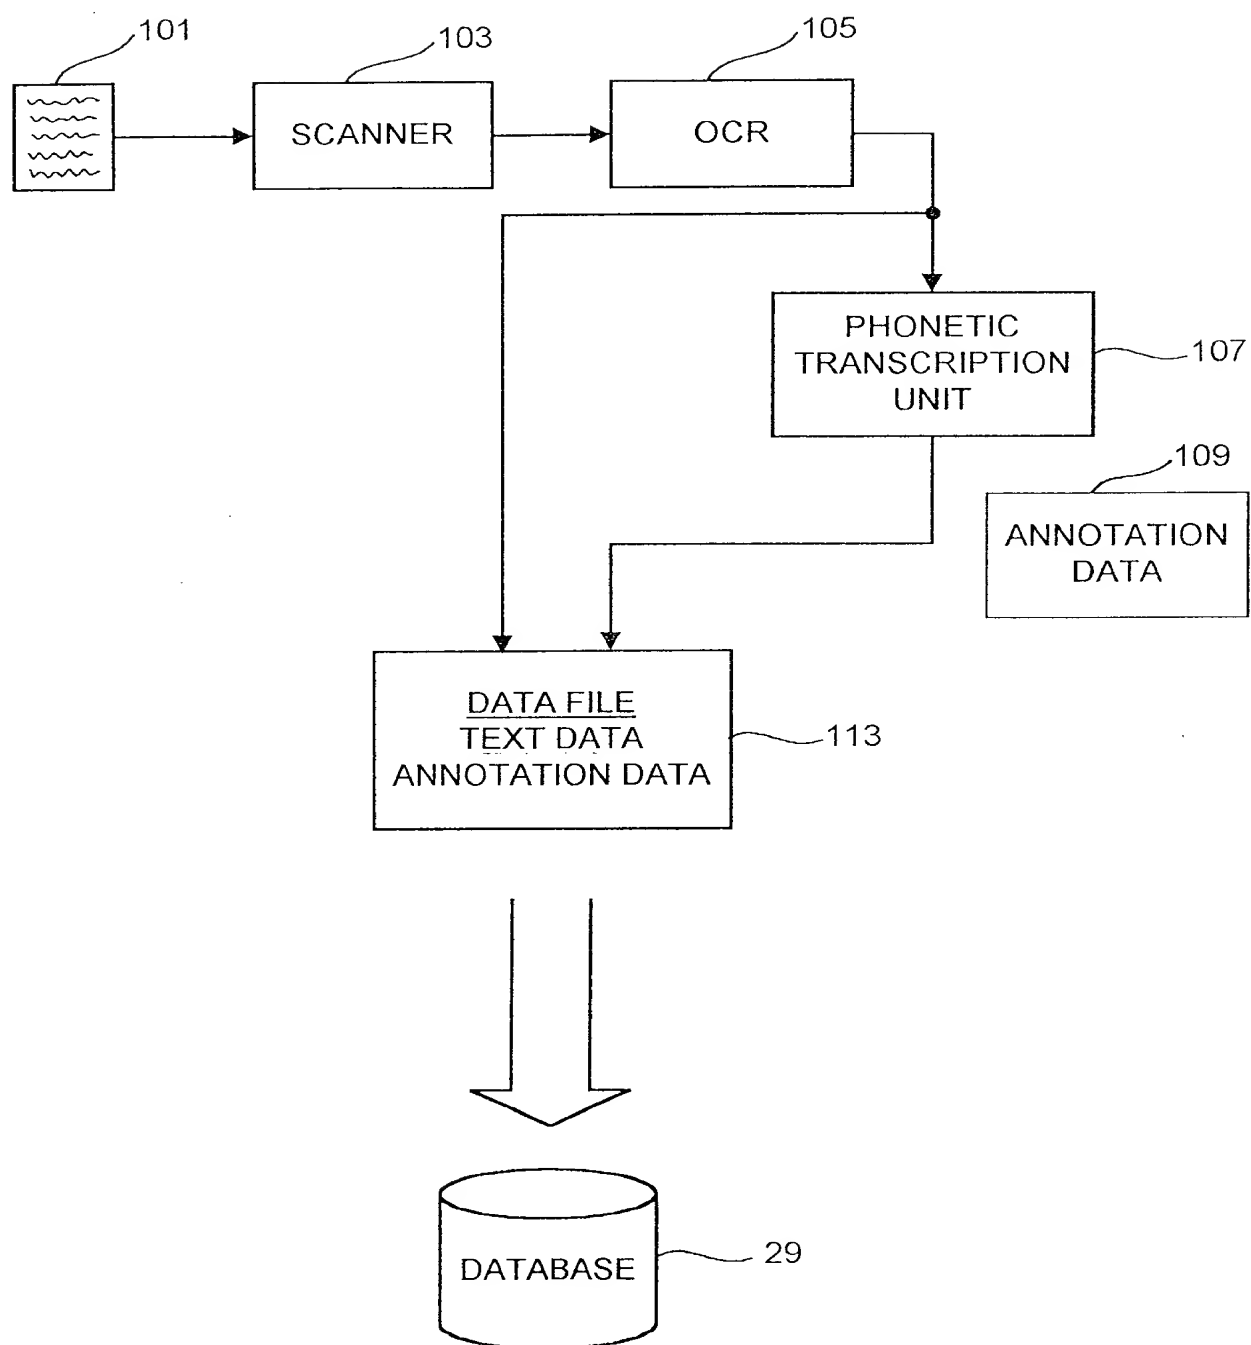 101
103
105
SCANNER
OCR
PHONETIC
TRANSCRIPTION
UNIT
107
109
ANNOTATION
DATA
DATA FILE
TEXT DATA
ANNOTATION DATA
113
DATABASE
29